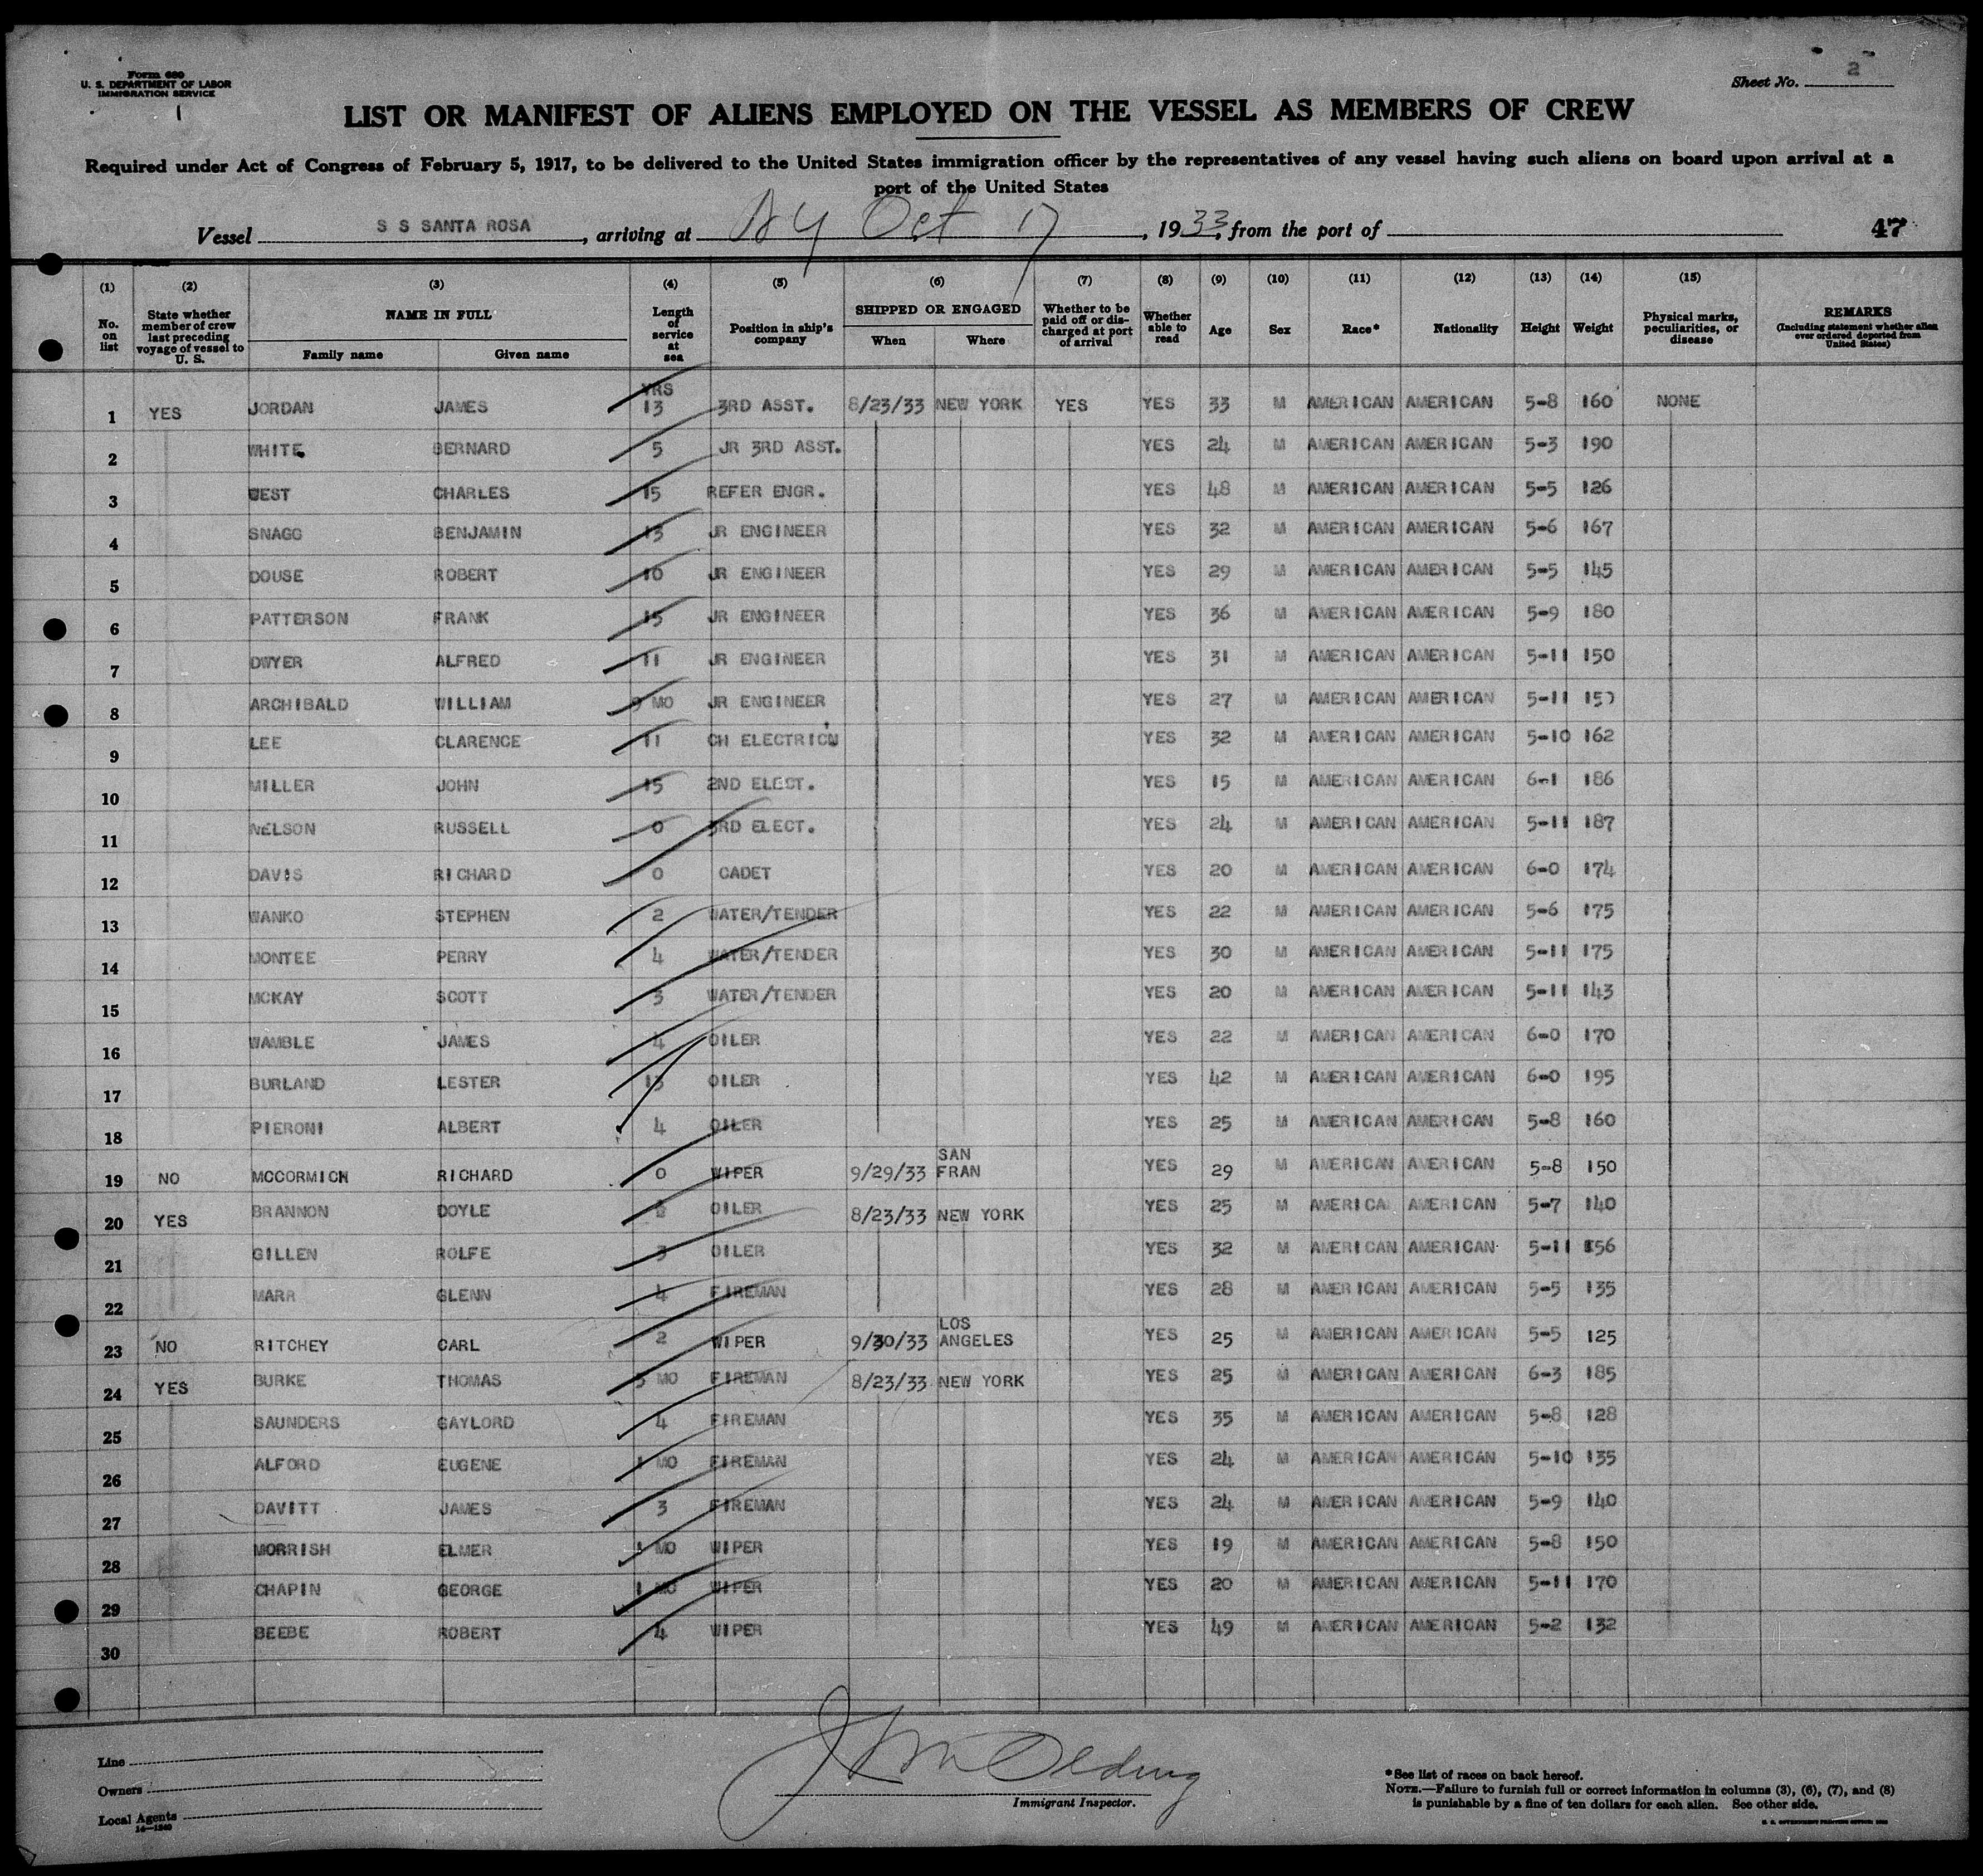 Form 680
U. S. DEPARTMENT OF LABOR
IMMIGRATION SERVICE
1
Sheet No. 2
LIST OR MANIFEST OF ALIENS EMPLOYED ON THE VESSEL AS MEMBERS OF CREW
Required under Act of Congress of February 5, 1917, to be delivered to the United States immigration officer by the representatives of any vessel having such aliens on board upon arrival at a
port of the United States
Vessel S S SANTA ROSA, arriving at NY Oct 17, 1933, from the port of 47
(1) No. on list
(2) State whether member of crew last preceding voyage of vessel to U. S.
(3) NAME IN FULL Family name Given name
(4) Length of service at sea
(5) Position in ship's company
(6) SHIPPED OR ENGAGED When Where
(7) Whether to be paid off or discharged at port of arrival
(8) Whether able to read
(9) Age
(10) Sex
(11) Race*
(12) Nationality
(13) Height
(14) Weight
(15) Physical marks, peculiarities, or disease
REMARKS (Including statement whether alien ever ordered deported from United States)
YRS
1 YES JORDAN JAMES 13 3RD ASST. 8/23/33 NEW YORK YES YES 33 M AMERICAN AMERICAN 5-8 160 NONE
2 WHITE BERNARD 5 JR 3RD ASST. YES 24 M AMERICAN AMERICAN 5-3 190
3 WEST CHARLES 15 REFER ENGR. YES 48 M AMERICAN AMERICAN 5-5 126
4 SNAGG BENJAMIN 13 JR ENGINEER YES 32 M AMERICAN AMERICAN 5-6 167
5 DOUSE ROBERT 10 JR ENGINEER YES 29 M AMERICAN AMERICAN 5-5 145
6 PATTERSON FRANK 15 JR ENGINEER YES 36 M AMERICAN AMERICAN 5-9 180
7 DWYER ALFRED 11 JR ENGINEER YES 31 M AMERICAN AMERICAN 5-11 150
8 ARCHIBALD WILLIAM 9 MO JR ENGINEER YES 27 M AMERICAN AMERICAN 5-11
9 LEE CLARENCE 11 CH ELECTRICN YES 32 M AMERICAN AMERICAN 5-10 162
10 MILLER JOHN 15 2ND ELECT. YES 15 M AMERICAN AMERICAN 6-1 186
11 NELSON RUSSELL 0 3RD ELECT. YES 24 M AMERICAN AMERICAN 5-11 187
12 DAVIS RICHARD 0 CADET YES 20 M AMERICAN AMERICAN 6-0 174
13 WANKO STEPHEN 2 WATER/TENDER YES 22 M AMERICAN AMERICAN 5-6 175
14 MONTEE PERRY 4 WATER/TENDER YES 30 M AMERICAN AMERICAN 5-11 175
15 MCKAY SCOTT 3 WATER/TENDER YES 20 M AMERICAN AMERICAN 5-11 143
16 WAMBLE JAMES 4 OILER YES 22 M AMERICAN AMERICAN 6-0 170
17 BURLAND LESTER 13 OILER YES 42 M AMERICAN AMERICAN 6-0 195
18 PIERONI ALBERT 4 OILER YES 25 M AMERICAN AMERICAN 5-8 160
19 NO MCCORMICH RICHARD 0 WIPER 9/29/33 SAN FRAN YES 29 M AMERICAN AMERICAN 5-8 150
20 YES BRANNON DOYLE OILER 8/23/33 NEW YORK YES 25 M AMERICA AMERICAN 5-7 140
21 GILLEN ROLFE 3 OILER YES 32 M AMERICAN AMERICAN 5-11 156
22 MARR GLENN 4 FIREMAN YES 28 M AMERICAN AMERICAN 5-5 135
23 NO RITCHEY CARL 2 WIPER 9/30/33 LOS ANGELES YES 25 M AMERICAN AMERICAN 5-5 125
24 YES BURKE THOMAS 3 MO FIREMAN 8/23/33 NEW YORK YES 25 M AMERICAN AMERICAN 6-3 185
25 SAUNDERS GAYLORD 4 FIREMAN YES 35 M AMERICAN AMERICAN 5-8 128
26 ALFORD EUGENE 1 MO FIREMAN YES 24 M AMERICAN AMERICAN 5-10 135
27 DAVITT JAMES 3 FIREMAN YES 24 M AMERICAN AMERICAN 5-9 140
28 MORRISH ELMER MO WIPER YES 19 M AMERICAN AMERICAN 5-8 150
29 CHAPIN GEORGE 1 MO WIPER YES 20 M AMERICAN AMERICAN 5-11 170
30 BEEBE ROBERT 4 WIPER YES 49 M AMERICAN AMERICAN 5-2 132
Line
Owners
Local Agents
14-1240
Immigrant Inspector.
*See list of races on back hereof.
NOTE.—Failure to furnish full or correct information in columns (3), (6), (7), and (8)
is punishable by a fine of ten dollars for each alien. See other side.